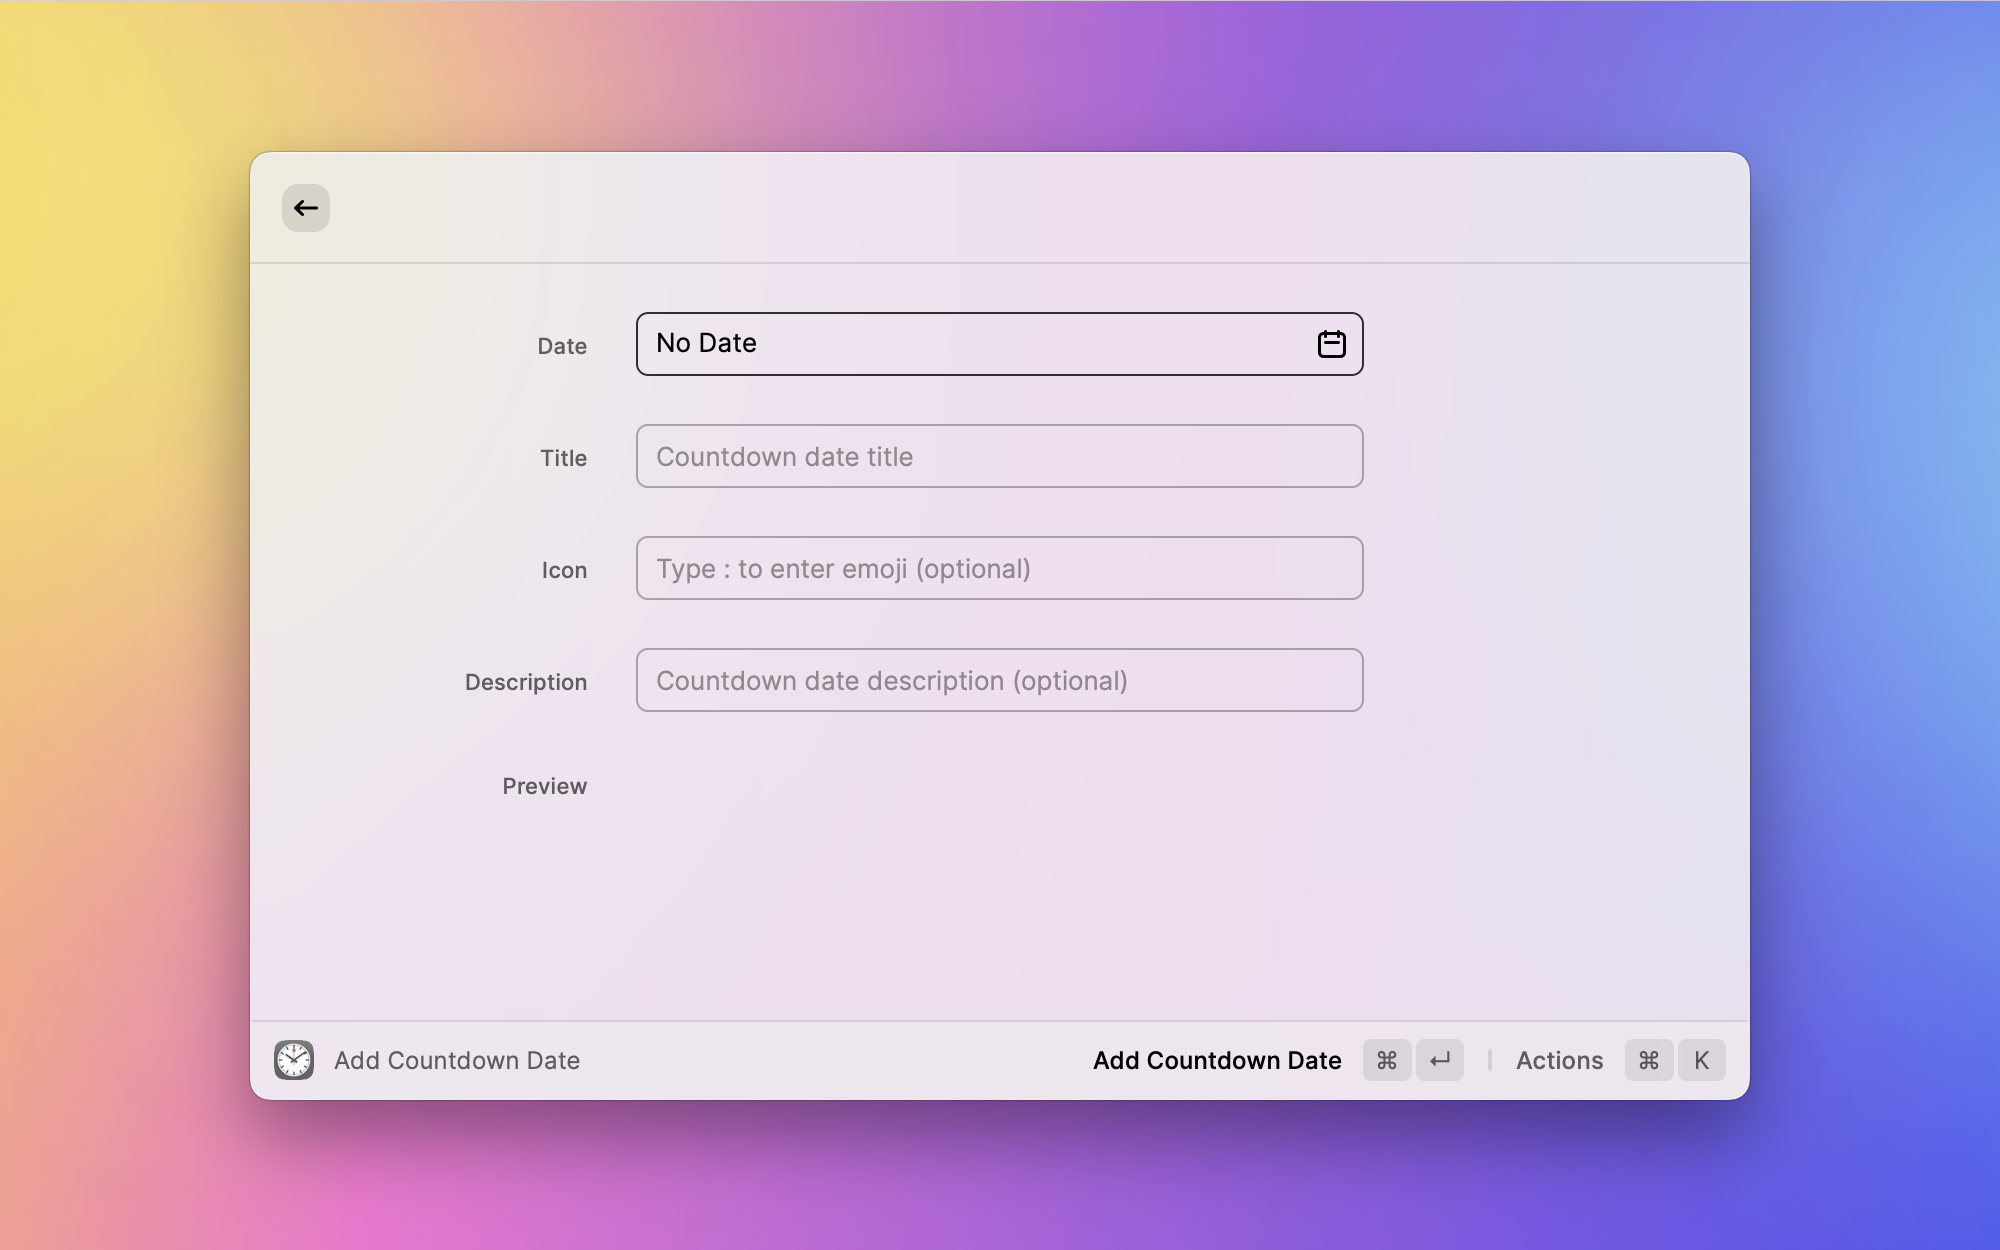 Date
No Date
Title
Countdown date title
Icon
Type : to enter emoji (optional)
Description
Countdown date description (optional)
Preview
Add Countdown Date
Add Countdown Date ⌘ ↵ Actions ⌘ K